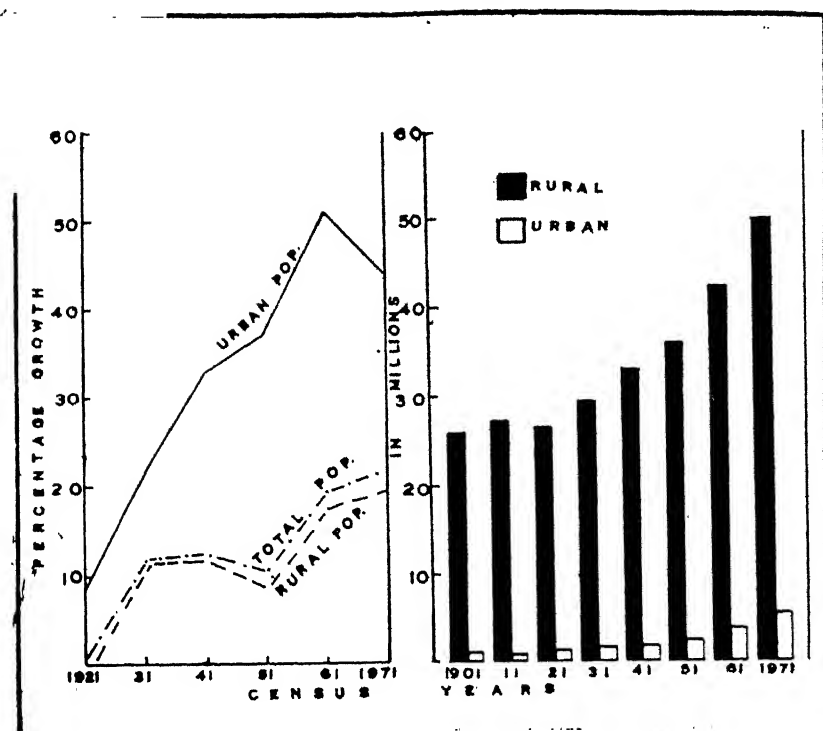 PERCENTAGE GROWTH
60
50
40
30
20
10
URBAN POP.
TOTAL POP.
RURAL POP.
1921 31 41 51 61 1971
CENSUS
IN MILLIONS
60
50
40
30
20
10
RURAL
URBAN
1901 11 21 31 41 51 61 1971
YEARS